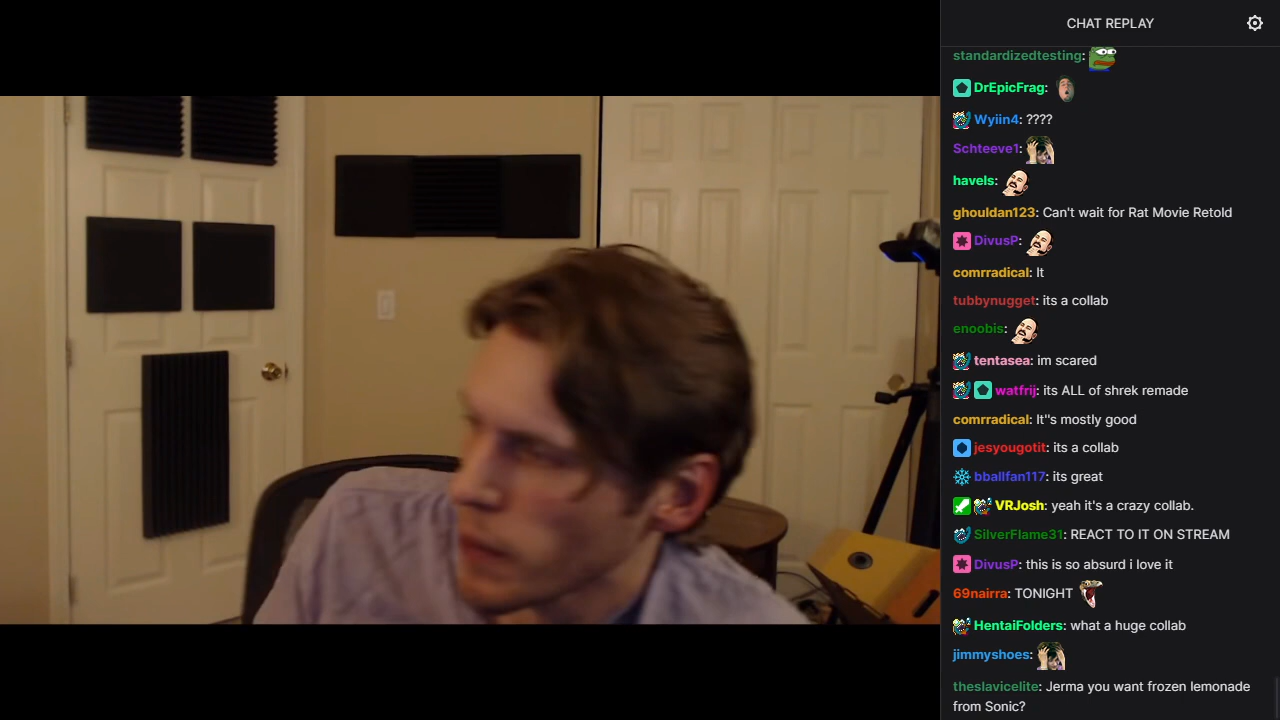 CHAT REPLAY
standardizedtesting:
DrEpicFrag:
Wyiin4: ????
Schteeve1:
havels:
ghouldan123: Can't wait for Rat Movie Retold
DivusP:
comrradical: It
tubbynugget: its a collab
enoobis:
tentasea: im scared
watfrij: its ALL of shrek remade
comrradical: It"s mostly good
jesyougotit: its a collab
bballfan117: its great
VRJosh: yeah it's a crazy collab.
SilverFlame31: REACT TO IT ON STREAM
DivusP: this is so absurd i love it
69nairra: TONIGHT
HentaiFolders: what a huge collab
jimmyshoes:
theslavicelite: Jerma you want frozen lemonade
from Sonic?